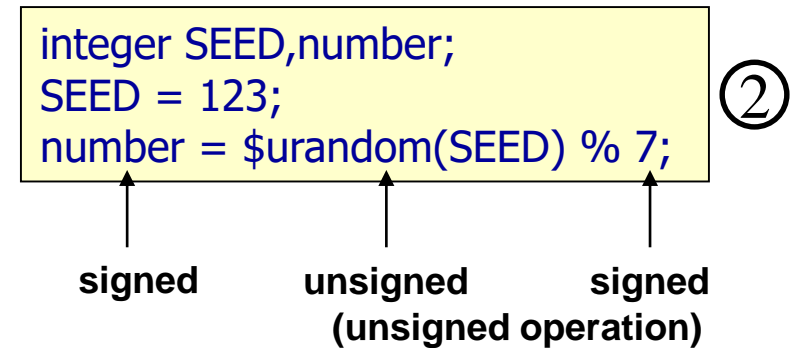 integer SEED,number;
SEED = 123;
number = $urandom(SEED) % 7;
②
signed unsigned signed
(unsigned operation)